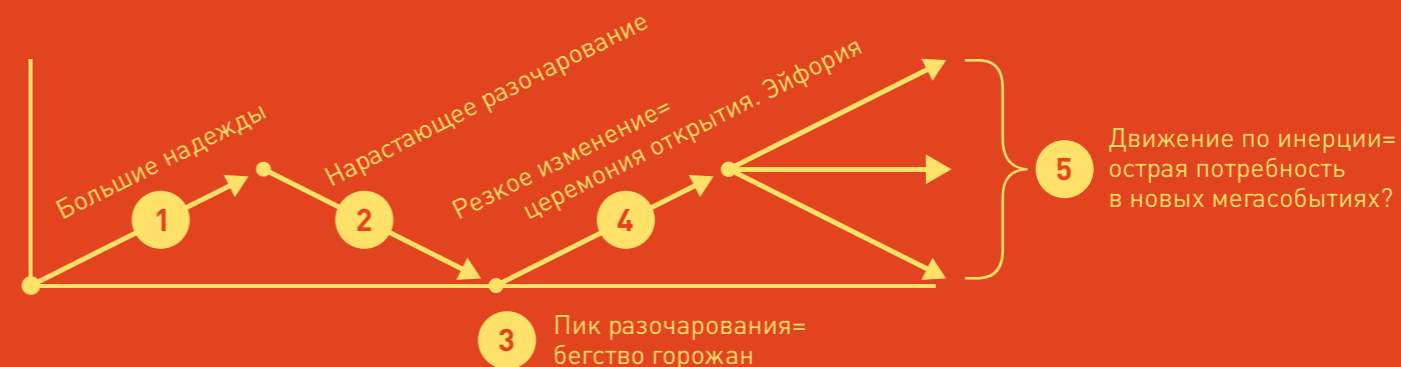 Большие надежды
1
Нарастающее разочарование
2
3
Пик разочарования=
бегство горожан
Резкое изменение=
церемония открытия. Эйфория
4
5
Движение по инерции=
острая потребность
в новых мегасобытиях?